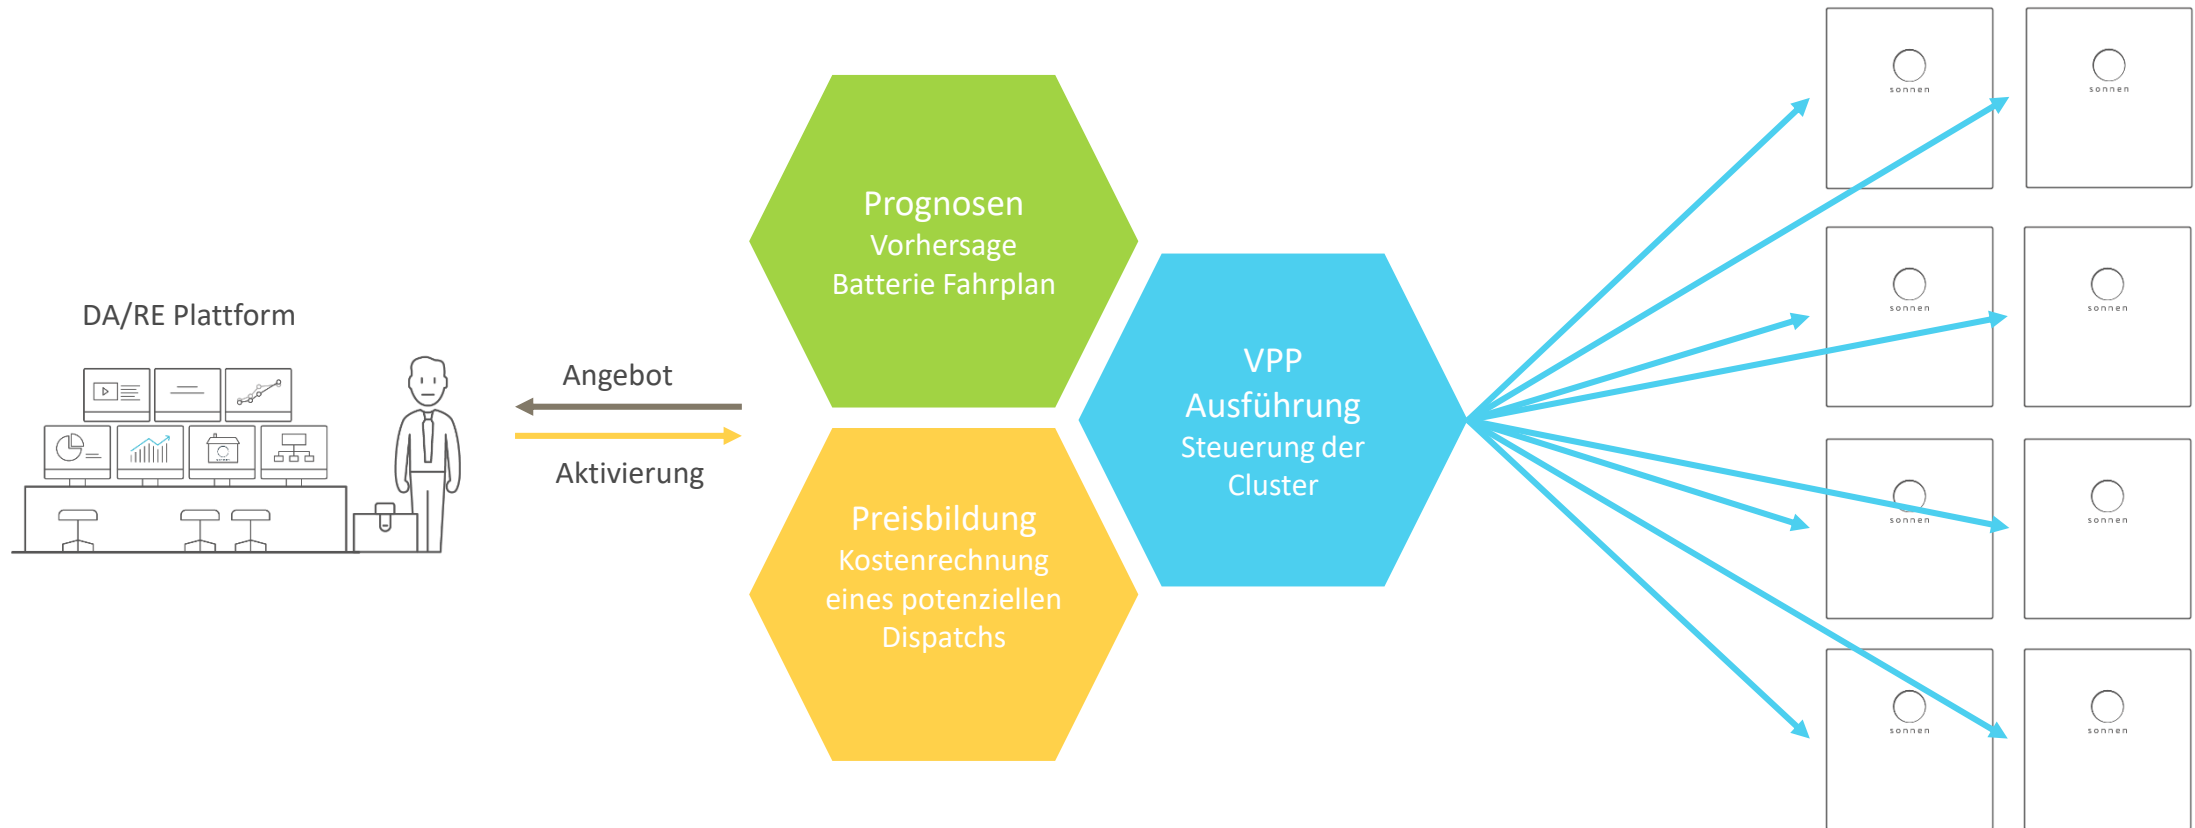 DA/RE Plattform
Angebot
Aktivierung
Prognosen
Vorhersage
Batterie Fahrplan
Preisbildung
Kostenrechnung
eines potenziellen
Dispatchs
VPP
Ausführung
Steuerung der
Cluster
sonnen
sonnen
sonnen
sonnen
sonnen
sonnen
sonnen
sonnen